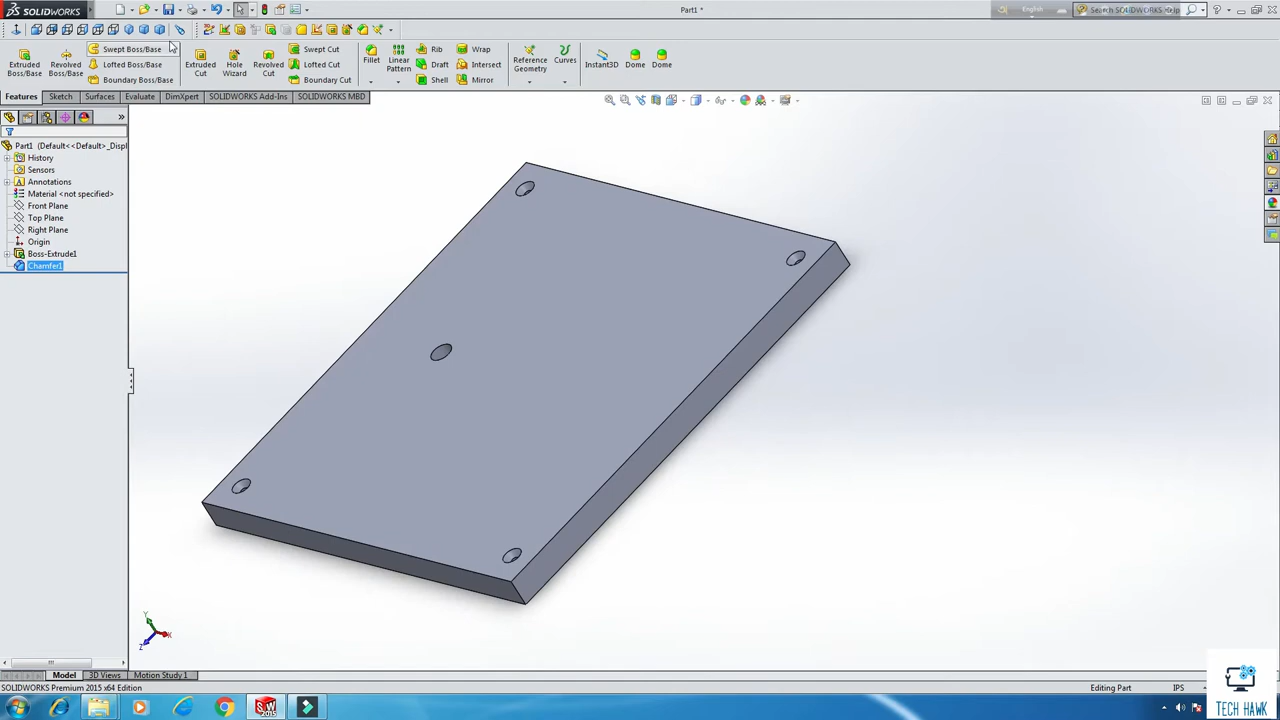 SOLIDWORKS
Part1 *
English
Search SOLIDWORKS Help
Extruded Boss/Base
Revolved Boss/Base
Swept Boss/Base
Lofted Boss/Base
Boundary Boss/Base
Extruded Cut
Hole Wizard
Revolved Cut
Swept Cut
Lofted Cut
Boundary Cut
Fillet
Linear Pattern
Rib
Draft
Shell
Wrap
Intersect
Mirror
Reference Geometry
Curves
Instant3D
Dome
Dome
Features Sketch Surfaces Evaluate DimXpert SOLIDWORKS Add-Ins SOLIDWORKS MBD
Part1 (Default<<Default>_Displ
History
Sensors
Annotations
Material <not specified>
Front Plane
Top Plane
Right Plane
Origin
Boss-Extrude1
Chamfer1
Y
X
Z
Model 3D Views Motion Study 1
SOLIDWORKS Premium 2015 x64 Edition
Editing Part IPS
TECH HAWK